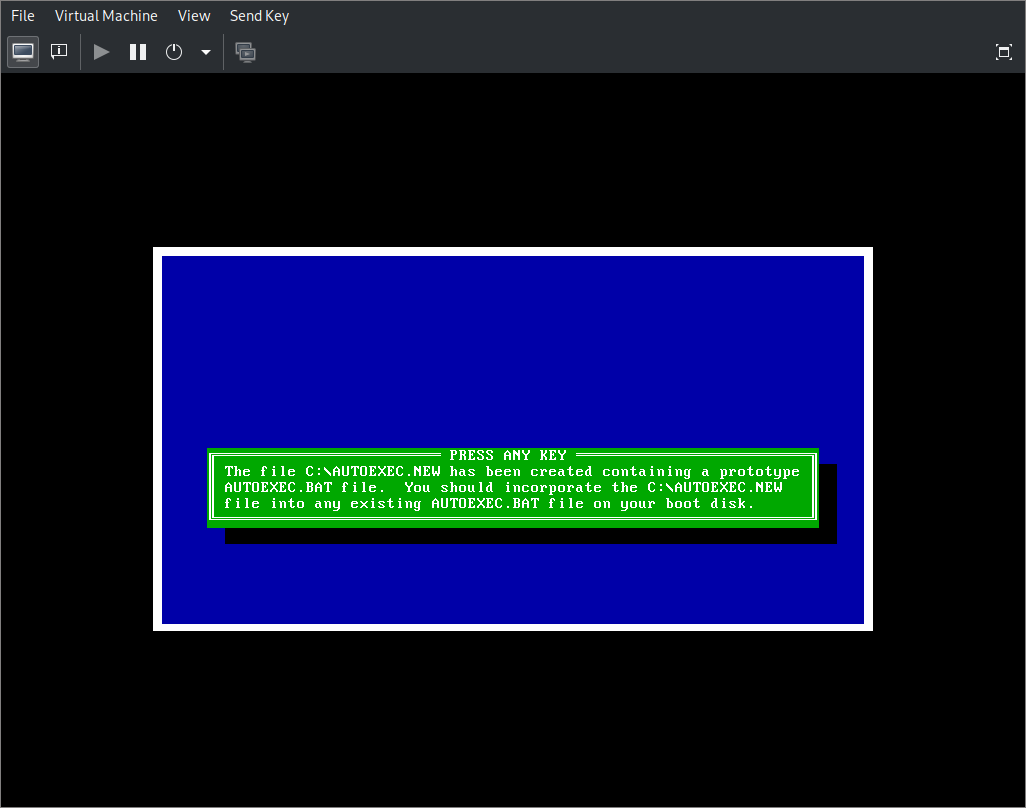 File Virtual Machine View Send Key
PRESS ANY KEY
The file C:\AUTOEXEC.NEW has been created containing a prototype
AUTOEXEC.BAT file.  You should incorporate the C:\AUTOEXEC.NEW
file into any existing AUTOEXEC.BAT file on your boot disk.